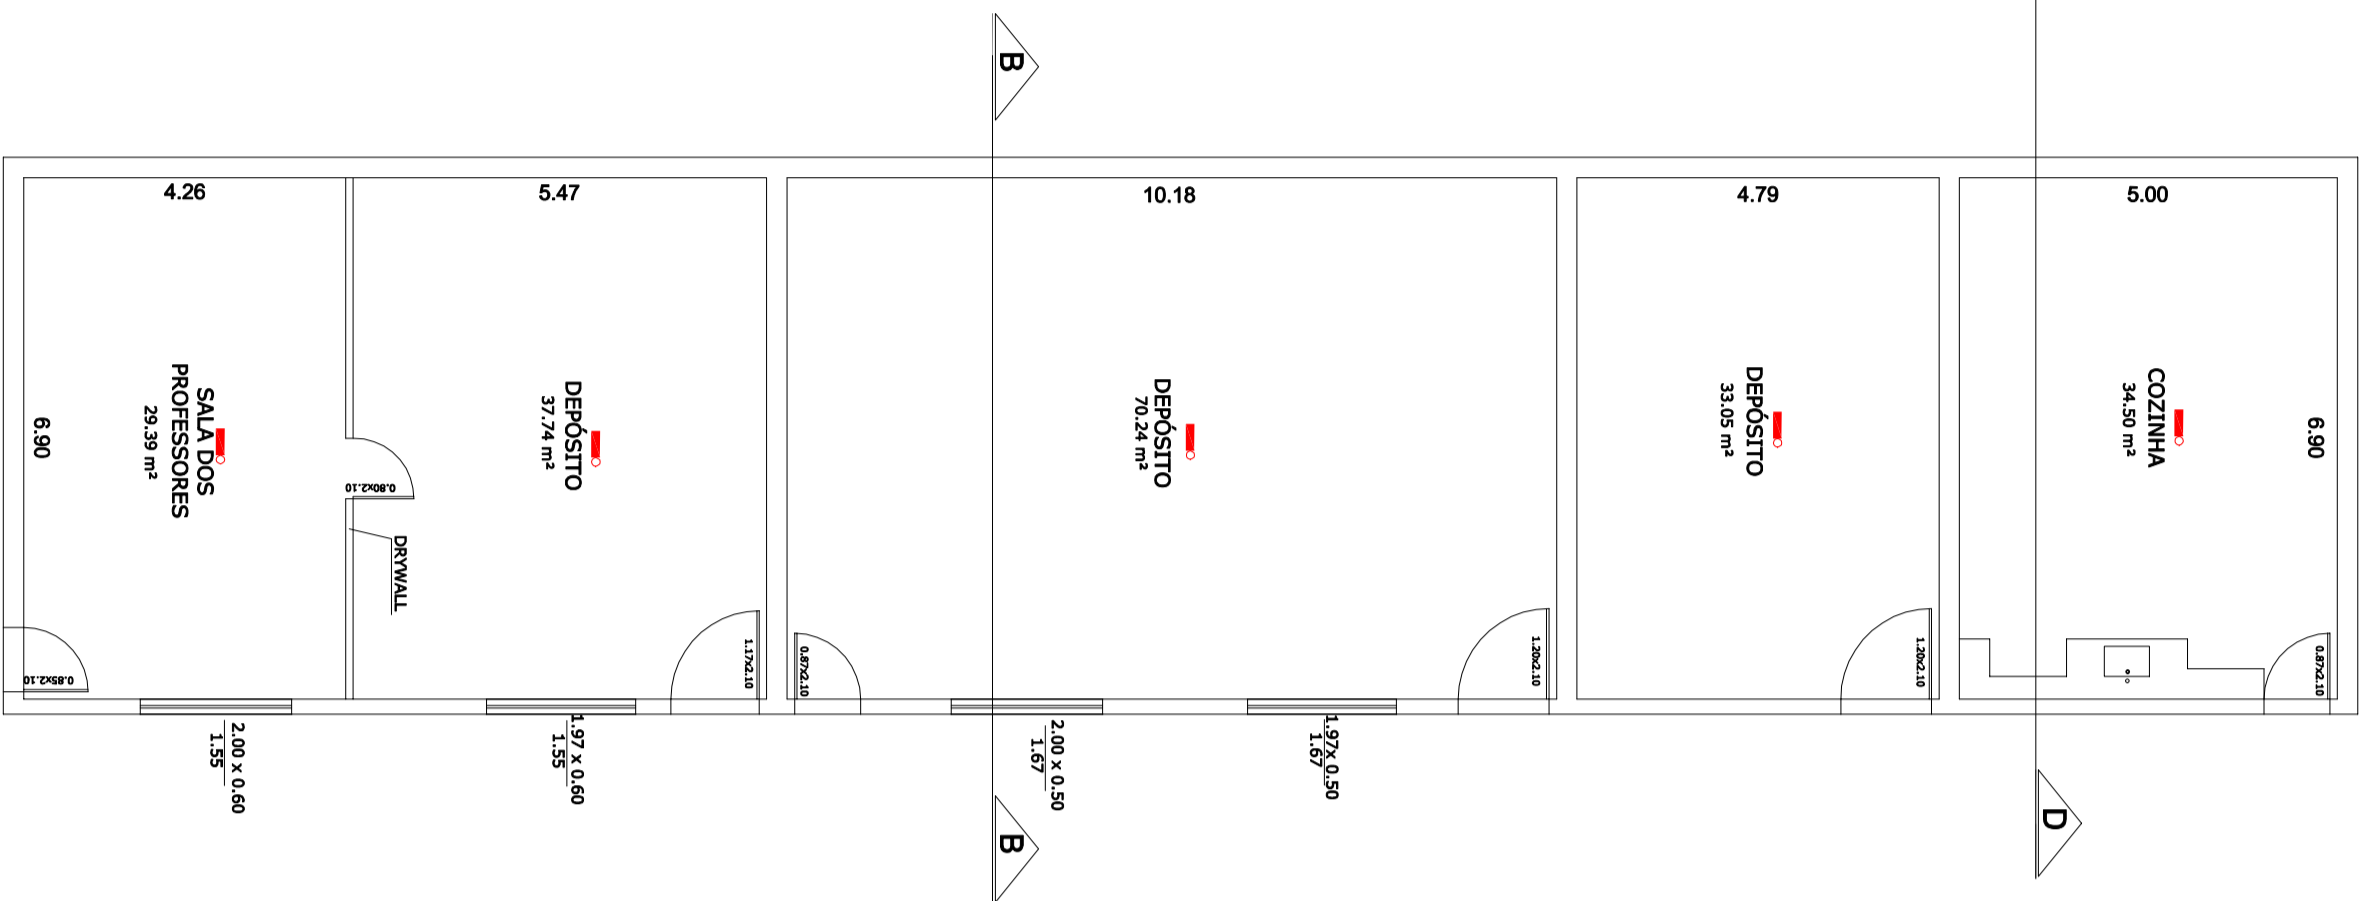 B
4.26
5.47
10.18
4.79
5.00
SALA DOS
PROFESSORES
29.39 m²
6.90
DEPÓSITO
37.74 m²
DEPÓSITO
70.24 m²
DEPÓSITO
33.05 m²
COZINHA
34.50 m²
6.90
0.80x2.10
DRYWALL
0.85x2.10
1.17x2.10
0.87x2.10
1.20x2.10
1.20x2.10
0.87x2.10
2.00 x 0.60
1.55
1.97 x 0.60
1.55
2.00 x 0.50
1.67
1.97x 0.50
1.67
B
D